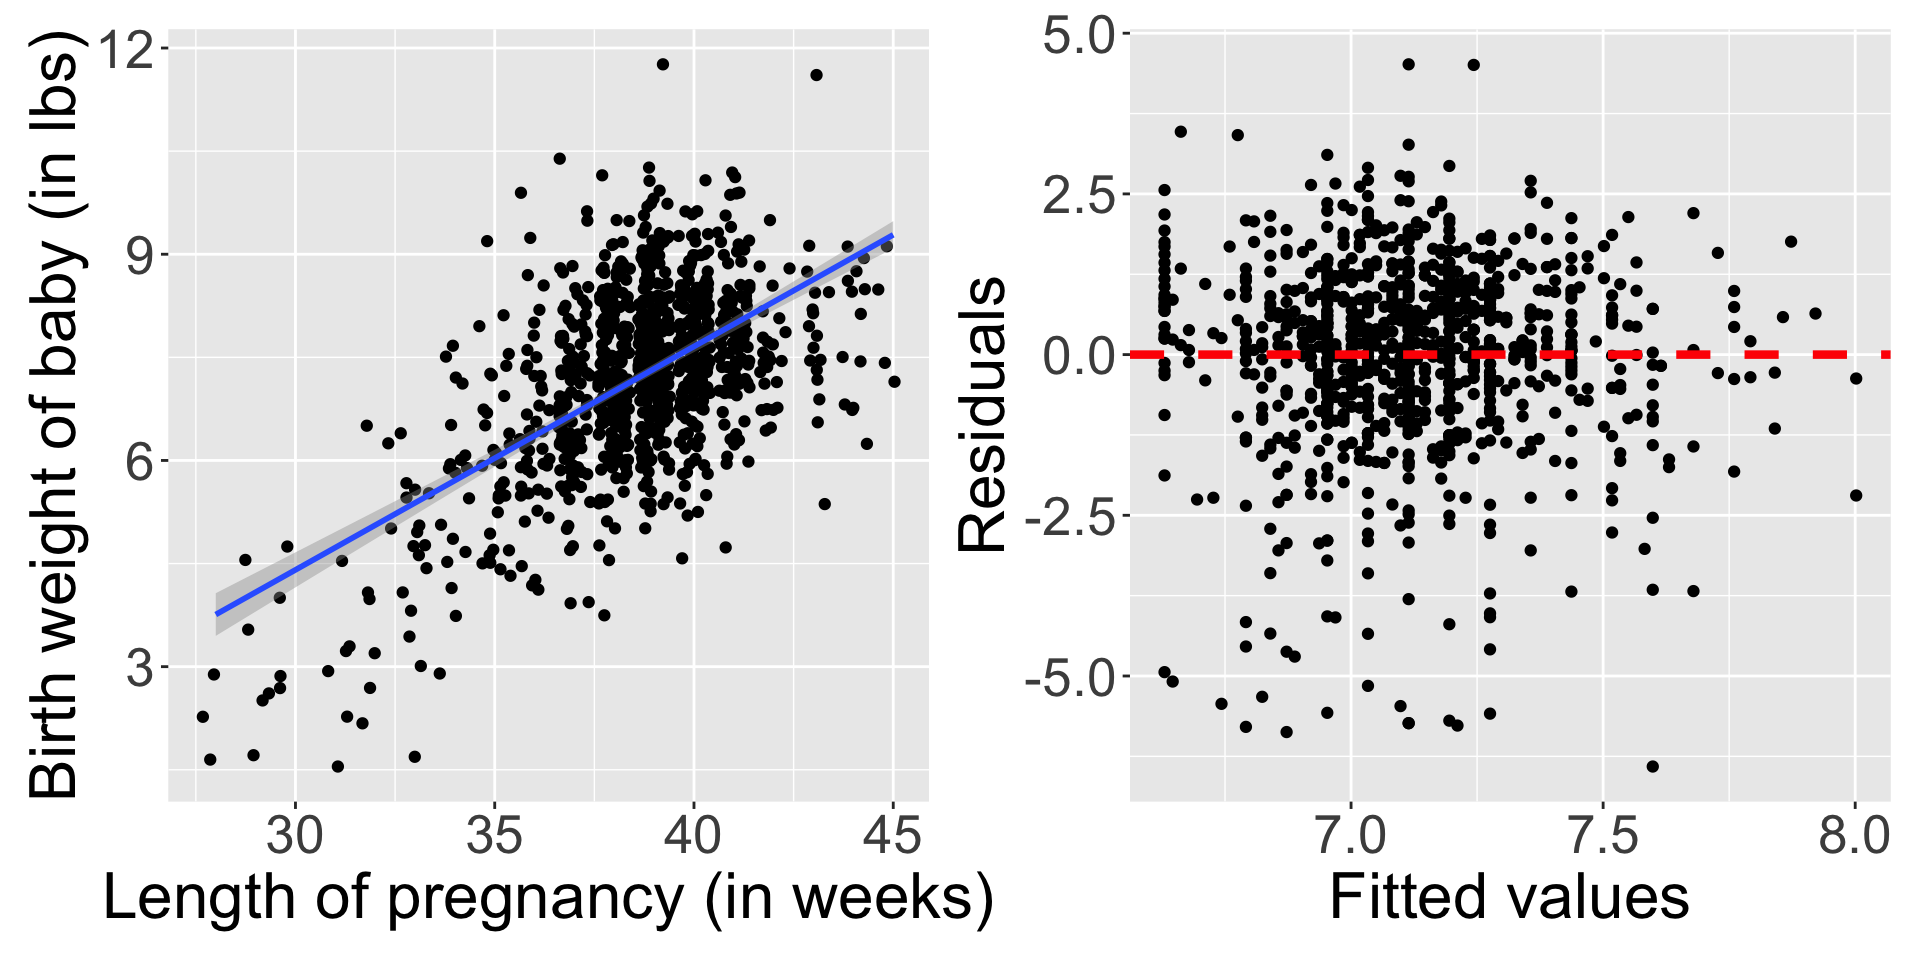 Birth weight of baby (in lbs)
12
9
6
3
30 35 40 45
Length of pregnancy (in weeks)
Residuals
5.0
2.5
0.0
-2.5
-5.0
7.0 7.5 8.0
Fitted values